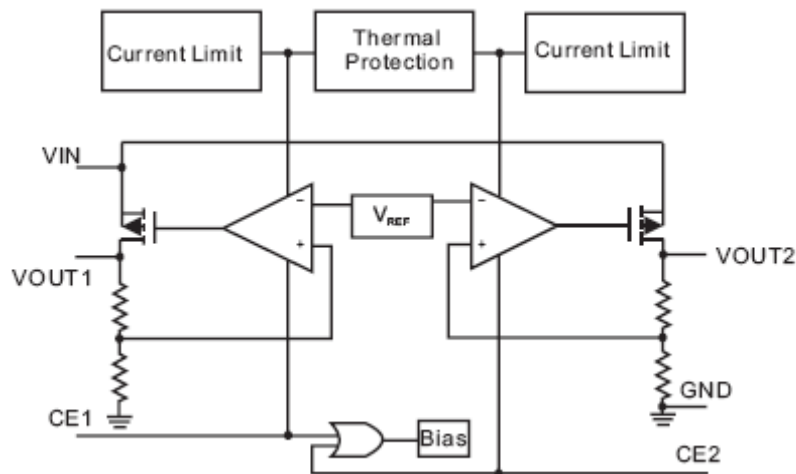 Current Limit
Thermal
Protection
Current Limit
VIN
−
VREF
−
+
+
VOUT1
VOUT2
GND
CE1
Bias
CE2